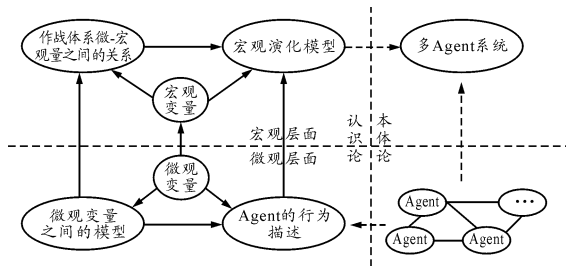 作战体系微-宏
观量之间的关系
宏观演化模型
多Agent系统
宏观
变量
宏观层面
微观层面
认识论
本体论
微观
变量
微观变量
之间的模型
Agent的行为
描述
Agent
···
Agent
Agent